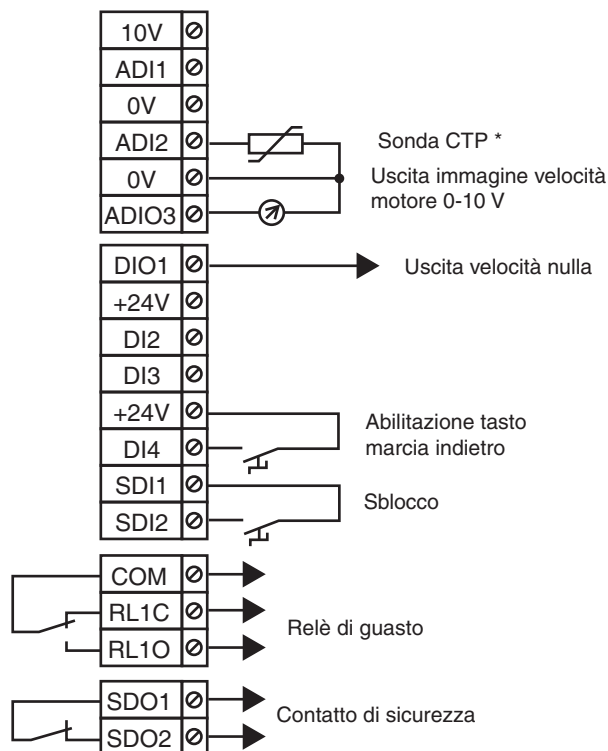 10V
ADI1
0V
ADI2
Sonda CTP *
0V
Uscita immagine velocità
motore 0-10 V
ADIO3
DIO1
Uscita velocità nulla
+24V
DI2
DI3
+24V
Abilitazione tasto
marcia indietro
DI4
SDI1
Sblocco
SDI2
COM
RL1C
Relè di guasto
RL1O
SDO1
Contatto di sicurezza
SDO2